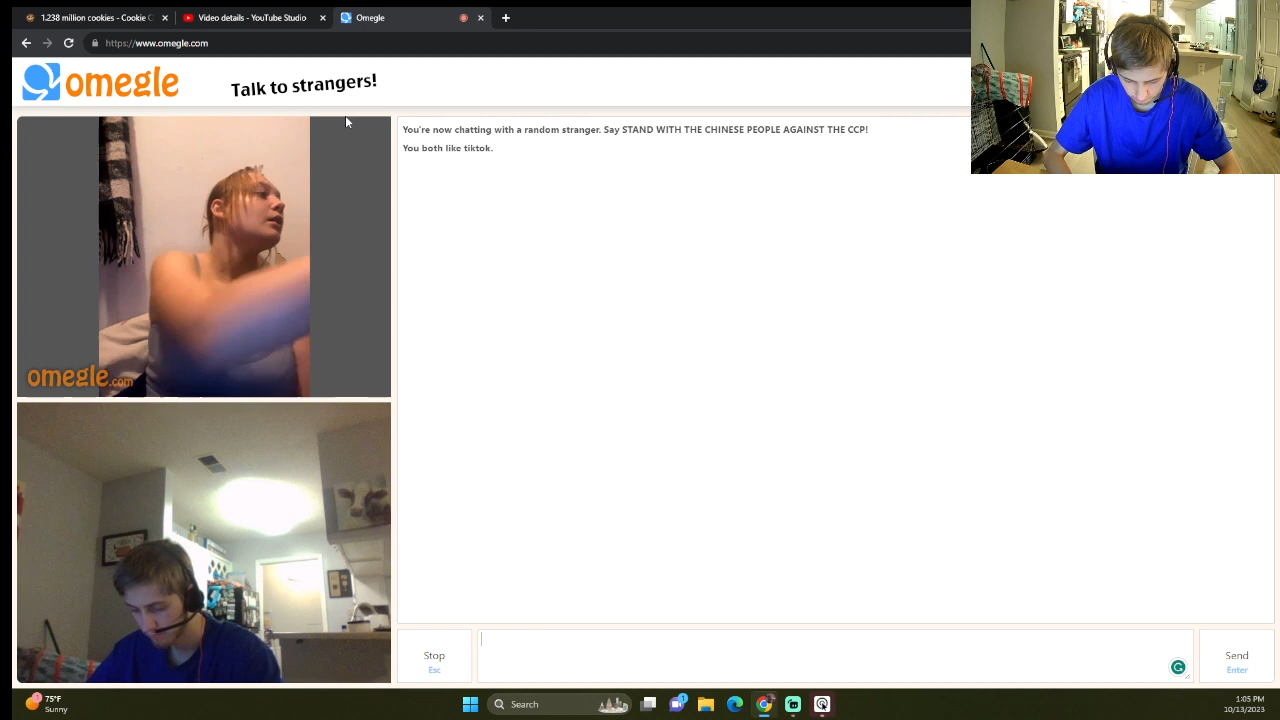 1.238 million cookies - Cookie C
Video details - YouTube Studio
Omegle
https://www.omegle.com
omegle
Talk to strangers!
You're now chatting with a random stranger. Say STAND WITH THE CHINESE PEOPLE AGAINST THE CCP!
You both like tiktok.
omegle.com
Stop
Esc
Send
Enter
75°F
Sunny
Search
1:05 PM
10/13/2023